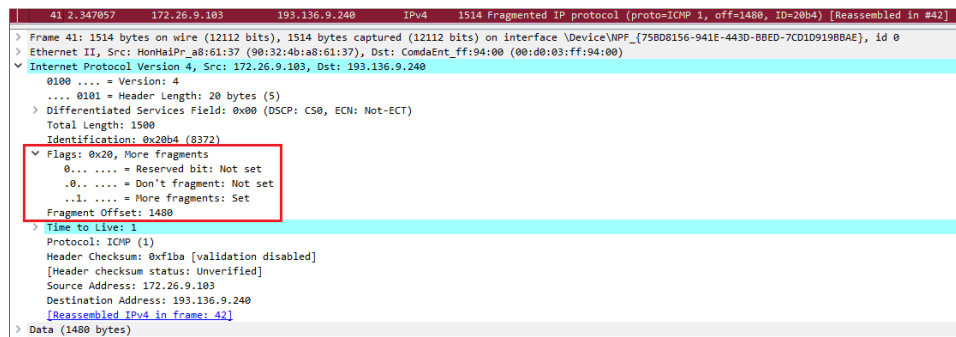 41 2.347057 172.26.9.103 193.136.9.240 IPv4 1514 Fragmented IP protocol (proto=ICMP 1, off=1480, ID=20b4) [Reassembled in #42]
> Frame 41: 1514 bytes on wire (12112 bits), 1514 bytes captured (12112 bits) on interface \Device\NPF_{75BD8156-941E-443D-BBED-7CD1D919BBAE}, id 0
> Ethernet II, Src: HonHaiPr_a8:61:37 (90:32:4b:a8:61:37), Dst: ComdaEnt_ff:94:00 (00:d0:03:ff:94:00)
Internet Protocol Version 4, Src: 172.26.9.103, Dst: 193.136.9.240
0100 .... = Version: 4
.... 0101 = Header Length: 20 bytes (5)
> Differentiated Services Field: 0x00 (DSCP: CS0, ECN: Not-ECT)
Total Length: 1500
Identification: 0x20b4 (8372)
Flags: 0x20, More fragments
0... .... = Reserved bit: Not set
.0.. .... = Don't fragment: Not set
..1. .... = More fragments: Set
Fragment Offset: 1480
> Time to Live: 1
Protocol: ICMP (1)
Header Checksum: 0xf1ba [validation disabled]
[Header checksum status: Unverified]
Source Address: 172.26.9.103
Destination Address: 193.136.9.240
[Reassembled IPv4 in frame: 42]
> Data (1480 bytes)